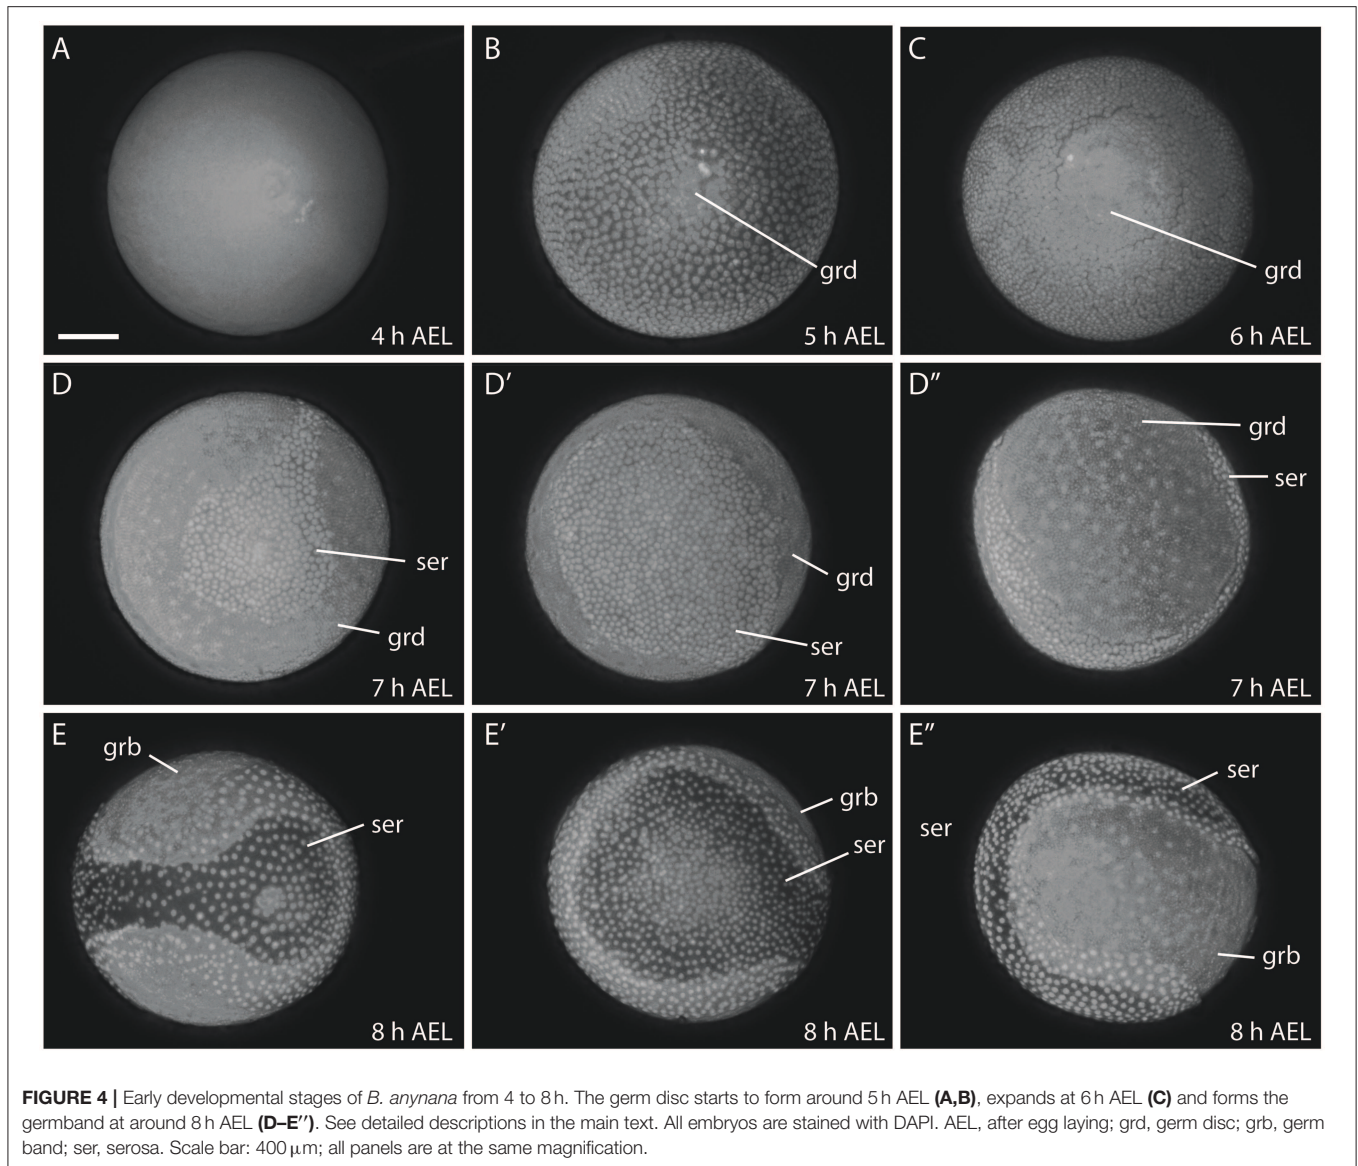 A
4 h AEL
B
grd
5 h AEL
C
grd
6 h AEL
D
ser
grd
7 h AEL
D′
grd
ser
7 h AEL
D″
grd
ser
7 h AEL
E
grb
ser
8 h AEL
E′
grb
ser
8 h AEL
E″
ser
ser
grb
8 h AEL
FIGURE 4 | Early developmental stages of B. anynana from 4 to 8 h. The germ disc starts to form around 5 h AEL (A,B), expands at 6 h AEL (C) and forms the
germband at around 8 h AEL (D–E′′). See detailed descriptions in the main text. All embryos are stained with DAPI. AEL, after egg laying; grd, germ disc; grb, germ
band; ser, serosa. Scale bar: 400 μm; all panels are at the same magnification.